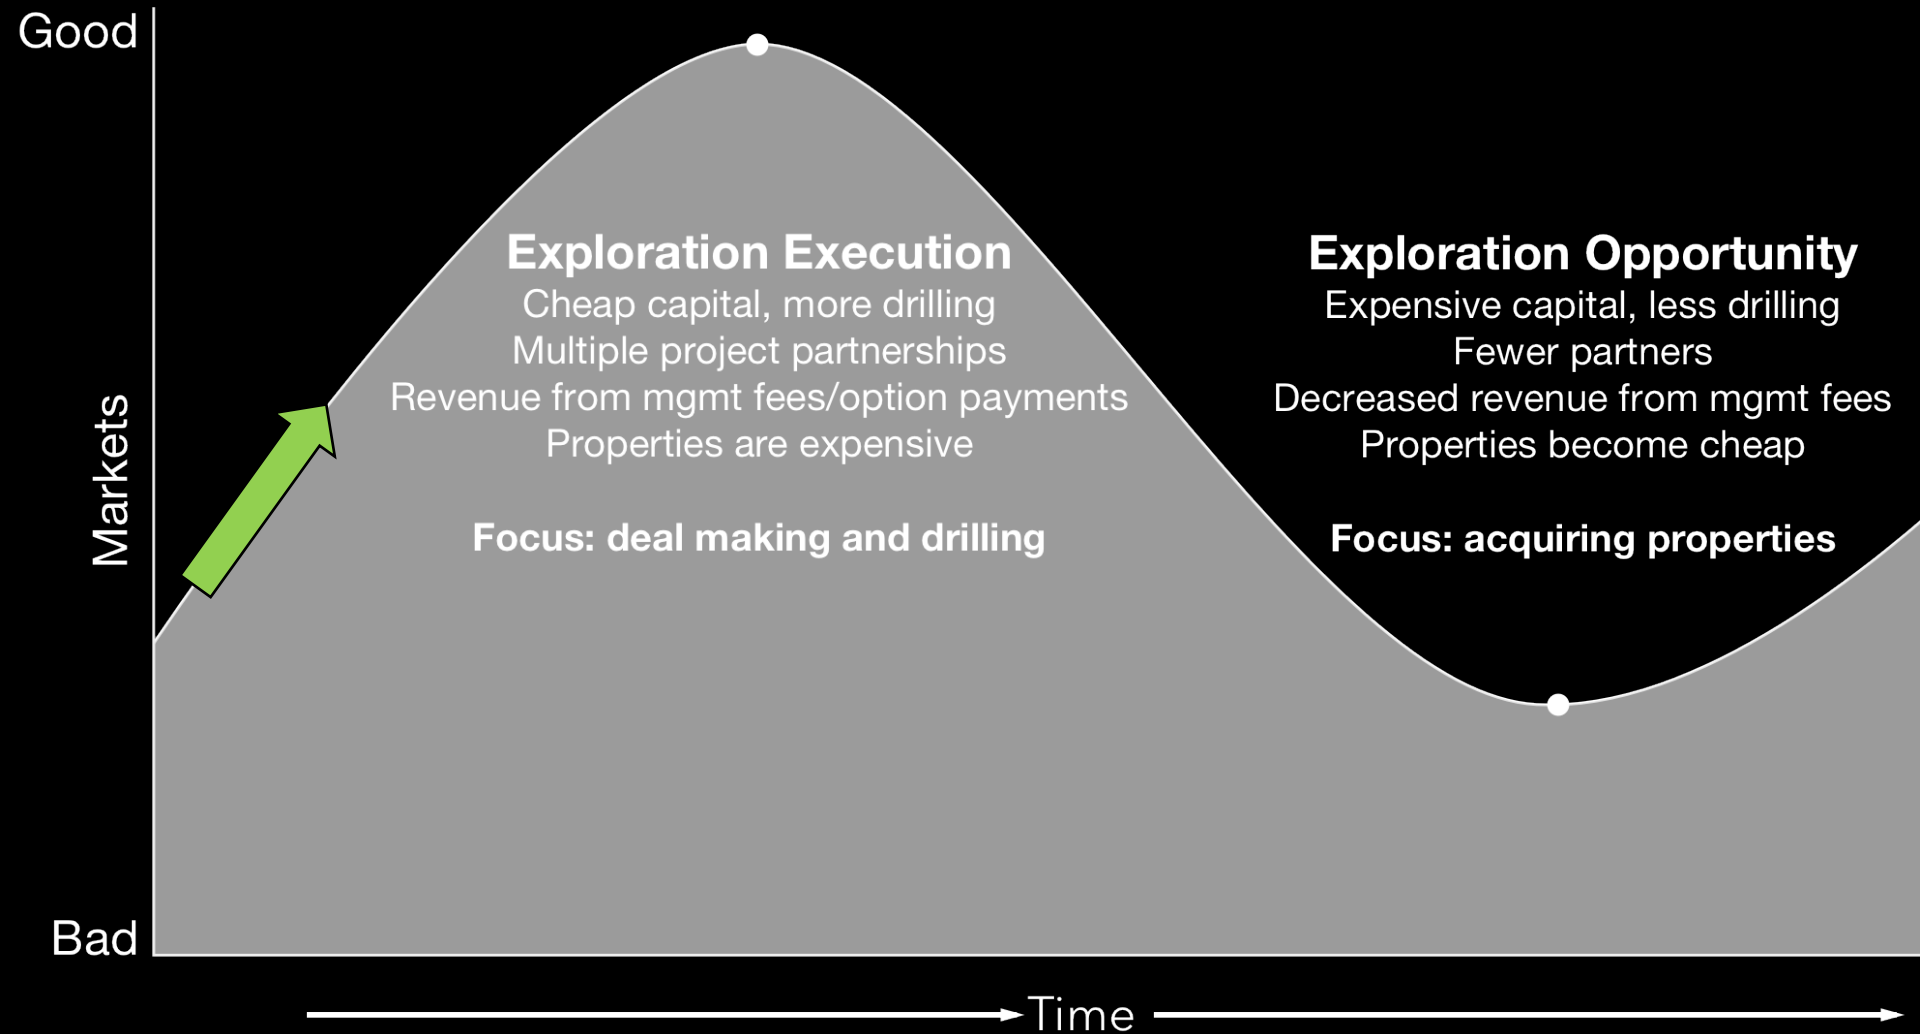 Good
Markets
Bad
Exploration Execution
Cheap capital, more drilling
Multiple project partnerships
Revenue from mgmt fees/option payments
Properties are expensive
Focus: deal making and drilling
Exploration Opportunity
Expensive capital, less drilling
Fewer partners
Decreased revenue from mgmt fees
Properties become cheap
Focus: acquiring properties
Time